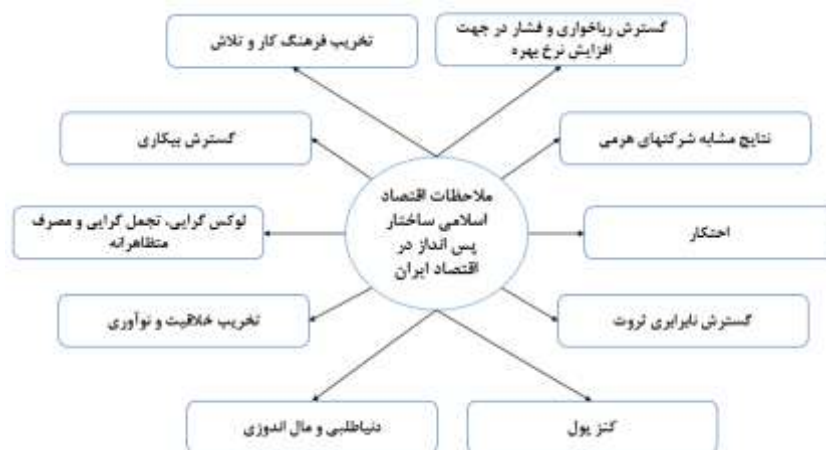 گسترش رباخواری و فشار در جهت
افزایش نرخ بهره
تخریب فرهنگ کار و تلاش
نتایج مشابه شرکتهای هرمی
گسترش بیکاری
ملاحظات اقتصاد
اسلامی ساختار
پس انداز در
اقتصاد ایران
احتکار
لوکس گرایی، تجمل گرایی و مصرف
متظاهرانه
گسترش نابرابری ثروت
تخریب خلاقیت و نوآوری
کنز پول
دنیاطلبی و مال اندوزی